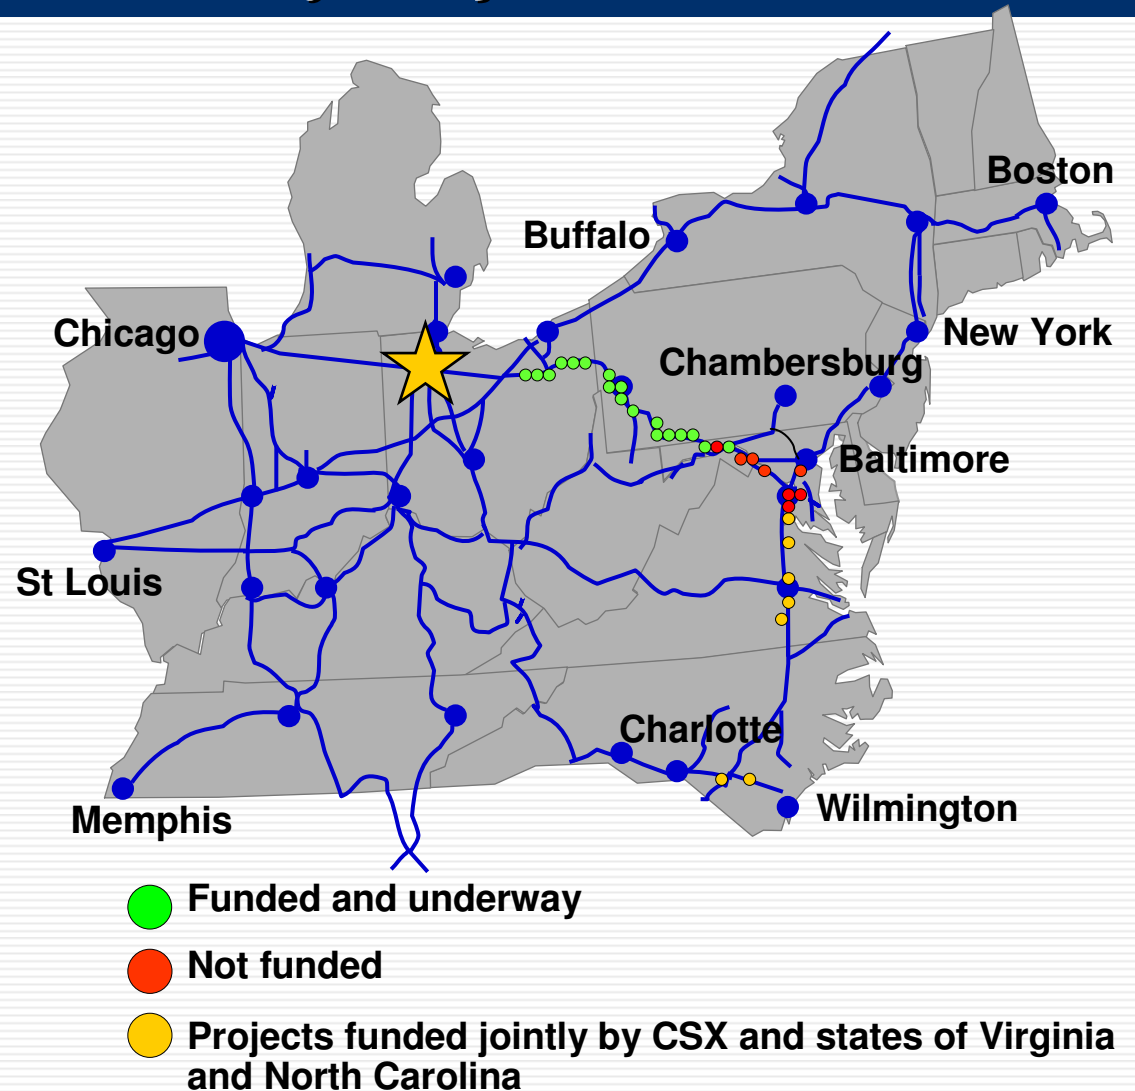 Boston
Buffalo
Chicago
New York
Chambersburg
Baltimore
St Louis
Charlotte
Wilmington
Memphis
Funded and underway
Not funded
Projects funded jointly by CSX and states of Virginia
and North Carolina